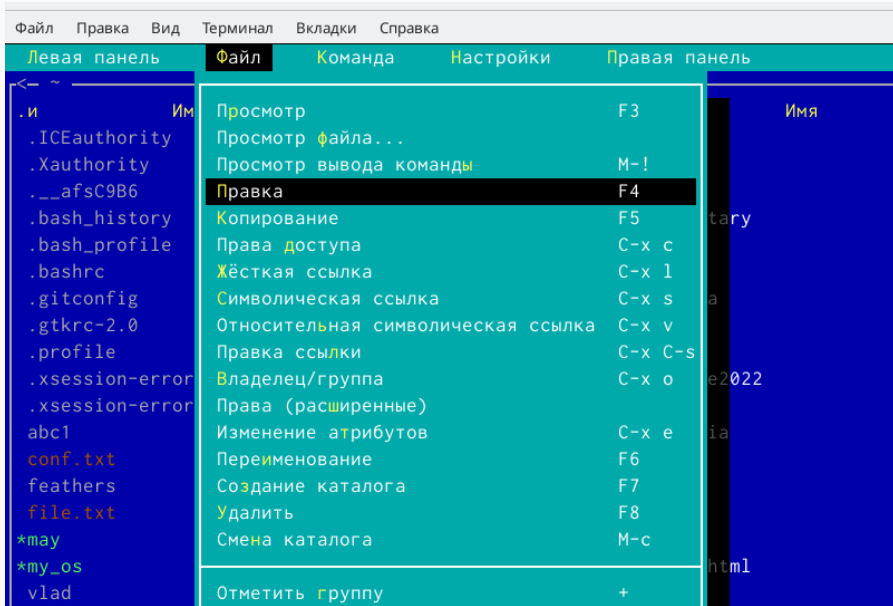 Файл Правка Вид Терминал Вкладки Справка
Левая панель Файл Команда Настройки Правая панель
<- ~
.и Им Просмотр F3 Имя
.ICEauthority Просмотр файла...
.Xauthority Просмотр вывода команды M-!
.__afsC9B6 Правка F4
.bash_history Копирование F5 tary
.bash_profile Права доступа C-x c
.bashrc Жёсткая ссылка C-x l
.gitconfig Символическая ссылка C-x s a
.gtkrc-2.0 Относительная символическая ссылка C-x v
.profile Правка ссылки C-x C-s
.xsession-error Владелец/группа C-x o e2022
.xsession-error Права (расширенные)
abc1 Изменение атрибутов C-x e ia
conf.txt Переименование F6
feathers Создание каталога F7
file.txt Удалить F8
*may Смена каталога M-c
*my_os html
vlad Отметить группу +